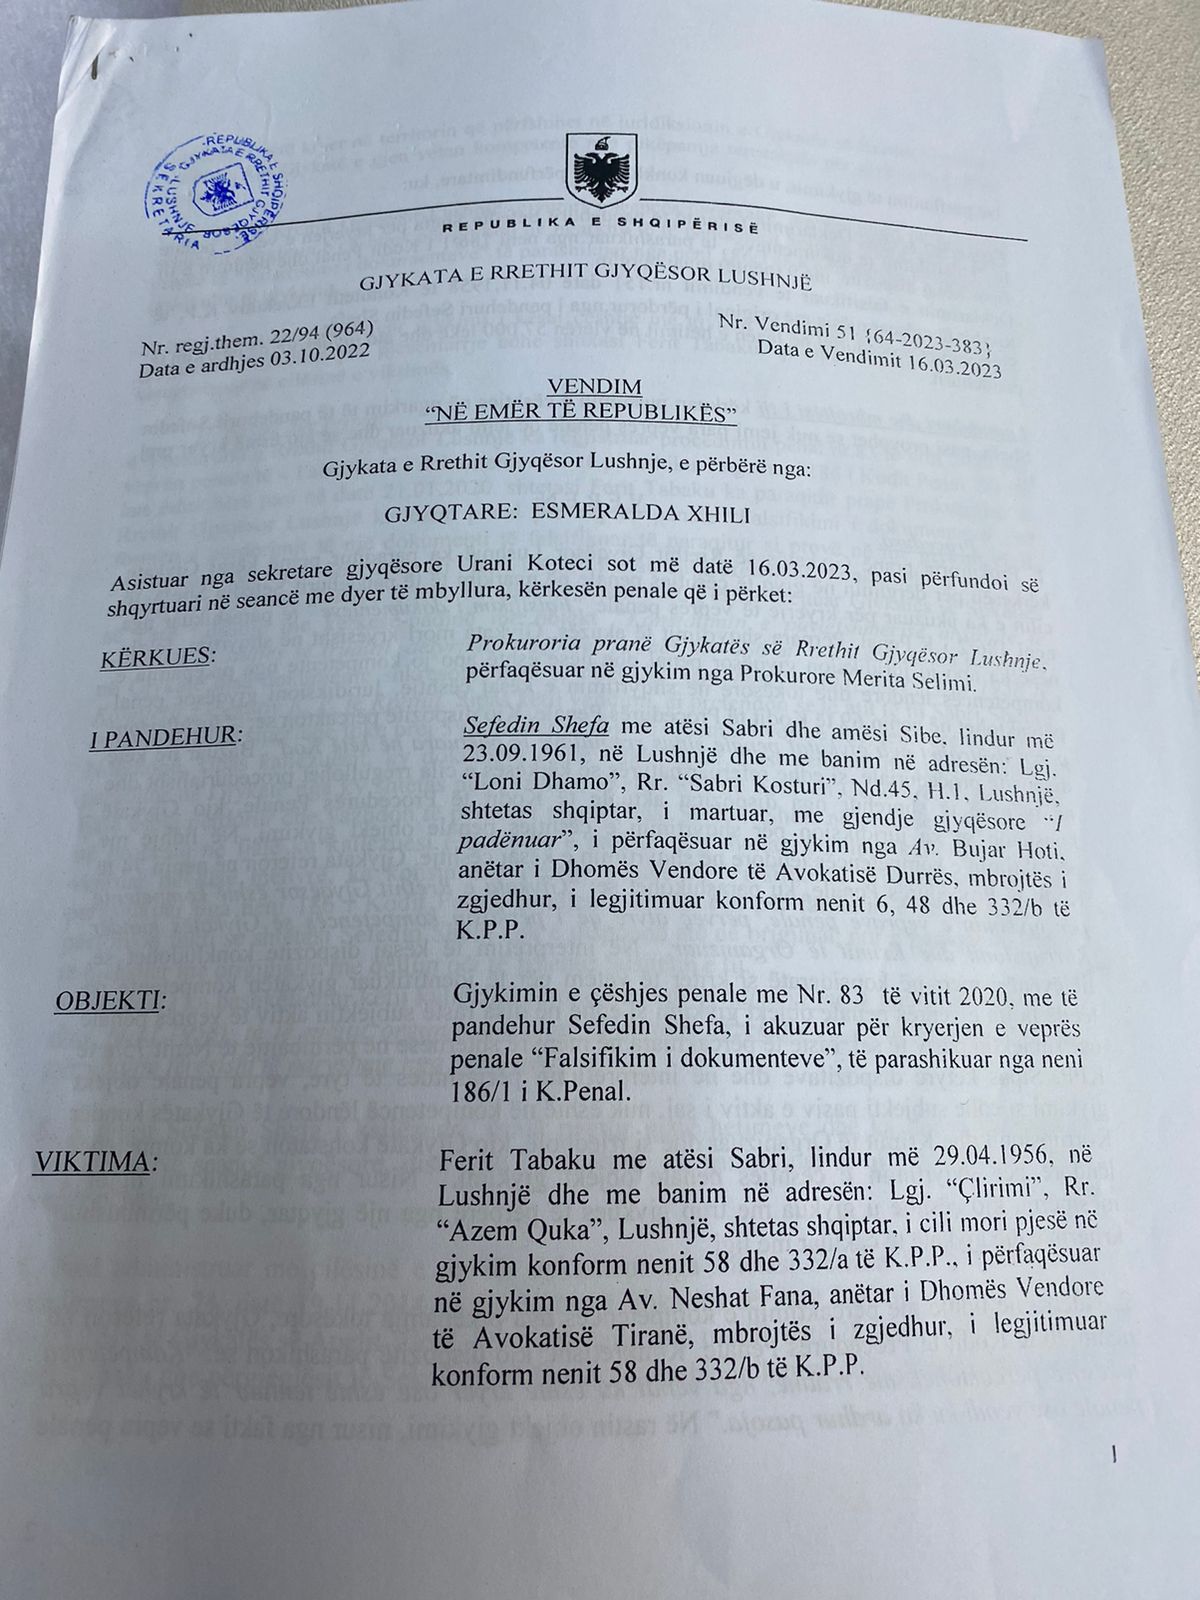 REPUBLIKA E SHQIPËRISË
GJYKATA E RRETHIT GJYQËSOR
LUSHNJE
SEKRETARIA
REPUBLIKA E SHQIPËRISË
GJYKATA E RRETHIT GJYQËSOR LUSHNJË
Nr. regj.them. 22/94 (964)
Data e ardhjes 03.10.2022
Nr. Vendimi 51 {64-2023-383}
Data e Vendimit 16.03.2023
VENDIM
“NË EMËR TË REPUBLIKËS”
Gjykata e Rrethit Gjyqësor Lushnje, e përbërë nga:
GJYQTARE: ESMERALDA XHILI
Asistuar nga sekretare gjyqësore Urani Koteci sot më datë 16.03.2023, pasi përfundoi së
shqyrtuari në seancë me dyer të mbyllura, kërkesën penale që i përket:
KËRKUES:
Prokuroria pranë Gjykatës së Rrethit Gjyqësor Lushnje,
përfaqësuar në gjykim nga Prokurore Merita Selimi.
I PANDEHUR:
Sefedin Shefa me atësi Sabri dhe amësi Sibe, lindur më
23.09.1961, në Lushnjë dhe me banim në adresën: Lgj.
“Loni Dhamo”, Rr. “Sabri Kosturi”, Nd.45, H.1, Lushnjë,
shtetas shqiptar, i martuar, me gjendje gjyqësore “I
padënuar”, i përfaqësuar në gjykim nga Av. Bujar Hoti,
anëtar i Dhomës Vendore të Avokatisë Durrës, mbrojtës i
zgjedhur, i legjitimuar konform nenit 6, 48 dhe 332/b të
K.P.P.
OBJEKTI:
Gjykimin e çështjes penale me Nr. 83 të vitit 2020, me të
pandehur Sefedin Shefa, i akuzuar për kryerjen e veprës
penale “Falsifikim i dokumenteve”, të parashikuar nga neni
186/1 i K.Penal.
VIKTIMA:
Ferit Tabaku me atësi Sabri, lindur më 29.04.1956, në
Lushnjë dhe me banim në adresën: Lgj. “Çlirimi”, Rr.
“Azem Quka”, Lushnjë, shtetas shqiptar, i cili mori pjesë në
gjykim konform nenit 58 dhe 332/a të K.P.P., i përfaqësuar
në gjykim nga Av. Neshat Fana, anëtar i Dhomës Vendore
të Avokatisë Tiranë, mbrojtës i zgjedhur, i legjitimuar
konform nenit 58 dhe 332/b të K.P.P.
1